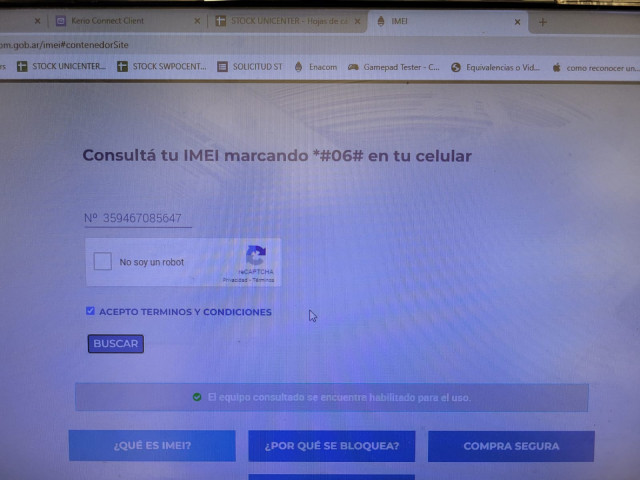 Kerio Connect Client
STOCK UNICENTER - Hojas de cá
IMEI
om.gob.ar/imei#contenedorSite
rs
STOCK UNICENTER...
STOCK SWPOCENT...
SOLICITUD ST
Enacom
Gamepad Tester - C...
Equivalencias o Vid...
como reconocer un...
Consultá tu IMEI marcando *#06# en tu celular
Nº 359467085647
No soy un robot
reCAPTCHA
Privacidad - Términos
ACEPTO TERMINOS Y CONDICIONES
BUSCAR
El equipo consultado se encuentre habilitado para el uso.
¿QUÉ ES IMEI?
¿POR QUÉ SE BLOQUEA?
COMPRA SEGURA